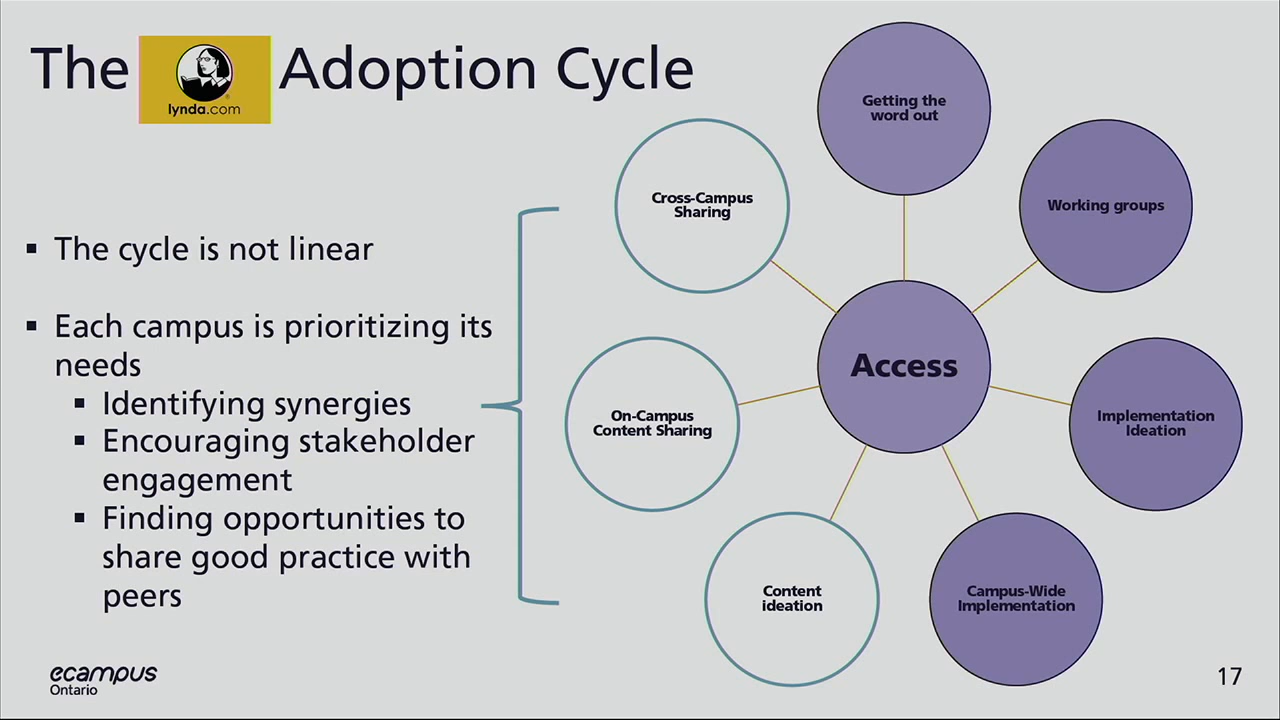 The lynda.com Adoption Cycle
▪ The cycle is not linear
▪ Each campus is prioritizing its
needs
▪ Identifying synergies
▪ Encouraging stakeholder
engagement
▪ Finding opportunities to
share good practice with
peers
Getting the
word out
Working groups
Implementation
Ideation
Campus-Wide
Implementation
Content
ideation
On-Campus
Content Sharing
Cross-Campus
Sharing
Access
ecampus
Ontario
17